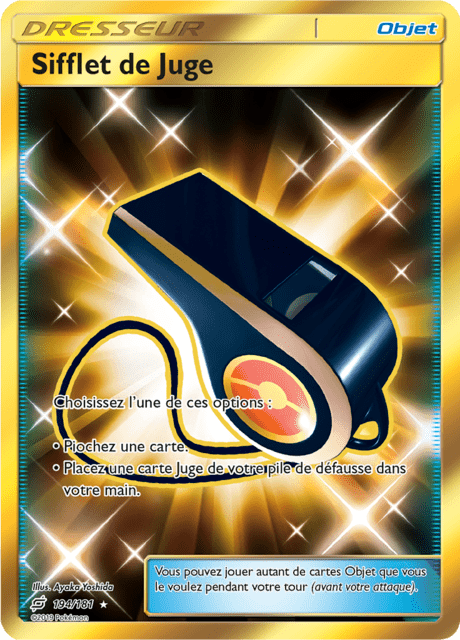 DRESSEUR Objet
Sifflet de Juge
Choisissez l'une de ces options :
• Piochez une carte.
• Placez une carte Juge de votre pile de défausse dans
votre main.
Illus. Ayaka Yoshida
194/181 ★
©2019 Pokémon
Vous pouvez jouer autant de cartes Objet que vous
le voulez pendant votre tour (avant votre attaque).